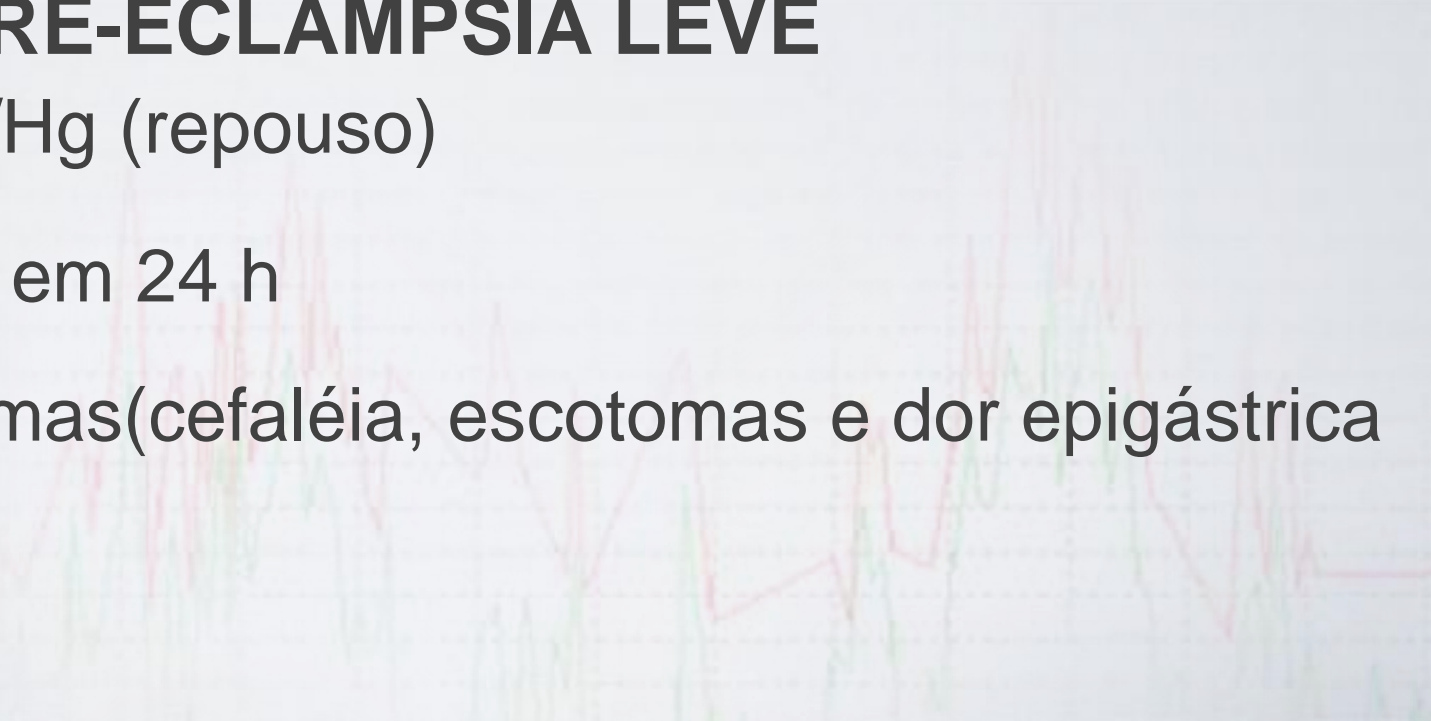 RE-ECLAMPSIA LEVE
/Hg (repouso)
em 24 h
mas(cefaléia, escotomas e dor epigástrica